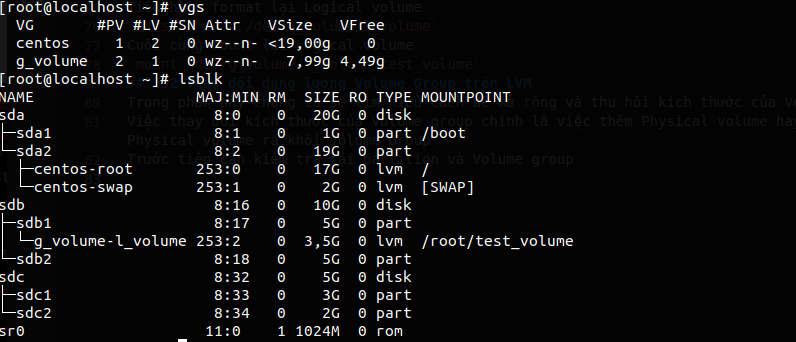 [root@localhost ~]# vgs
VG #PV #LV #SN Attr VSize VFree
centos 1 2 0 wz--n- <19,00g 0
g_volume 2 1 0 wz--n- 7,99g 4,49g
[root@localhost ~]# lsblk
NAME MAJ:MIN RM SIZE RO TYPE MOUNTPOINT
sda 8:0 0 20G 0 disk
├─sda1 8:1 0 1G 0 part /boot
└─sda2 8:2 0 19G 0 part
├─centos-root 253:0 0 17G 0 lvm /
└─centos-swap 253:1 0 2G 0 lvm [SWAP]
sdb 8:16 0 10G 0 disk
├─sdb1 8:17 0 5G 0 part
│ └─g_volume-l_volume 253:2 0 3,5G 0 lvm /root/test_volume
└─sdb2 8:18 0 5G 0 part
sdc 8:32 0 5G 0 disk
├─sdc1 8:33 0 3G 0 part
└─sdc2 8:34 0 2G 0 part
sr0 11:0 1 1024M 0 rom